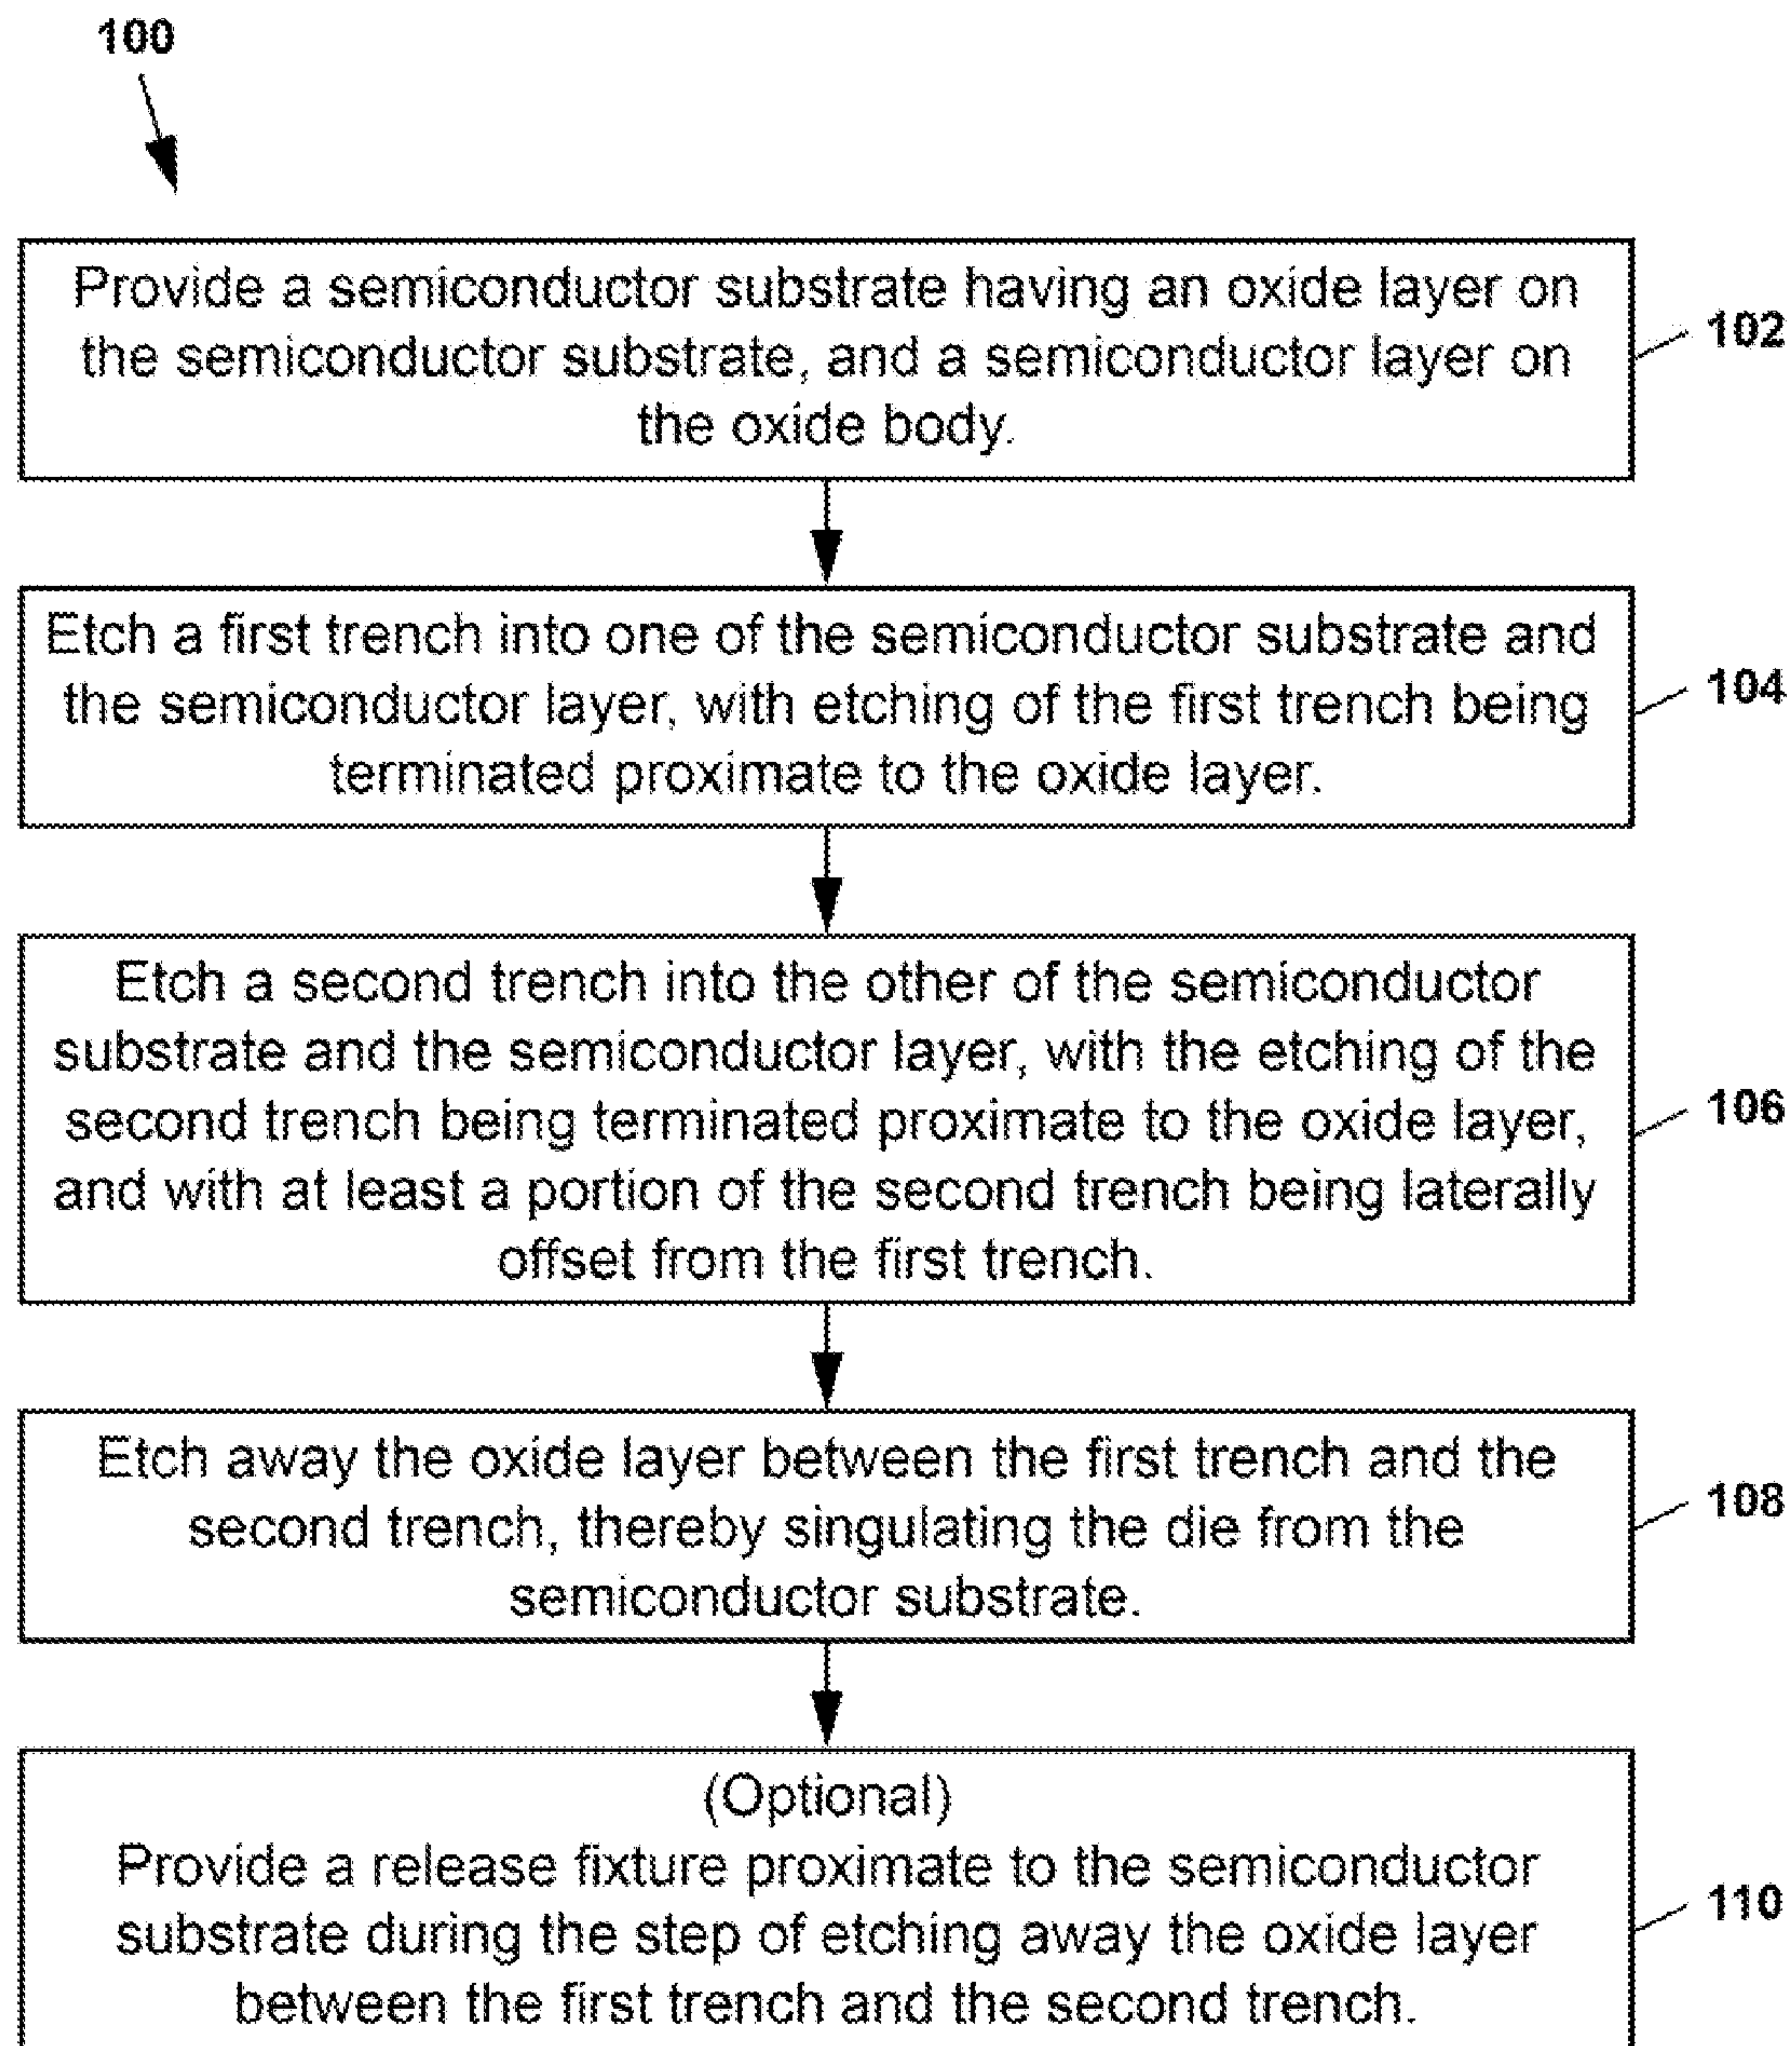 100
Provide a semiconductor substrate having an oxide layer on
the semiconductor substrate, and a semiconductor layer on
the oxide body.
102
Etch a first trench into one of the semiconductor substrate and
the semiconductor layer, with etching of the first trench being
terminated proximate to the oxide layer.
104
Etch a second trench into the other of the semiconductor
substrate and the semiconductor layer, with the etching of the
second trench being terminated proximate to the oxide layer,
and with at least a portion of the second trench being laterally
offset from the first trench.
106
Etch away the oxide layer between the first trench and the
second trench, thereby singulating the die from the
semiconductor substrate.
108
(Optional)
Provide a release fixture proximate to the semiconductor
substrate during the step of etching away the oxide layer
between the first trench and the second trench.
110